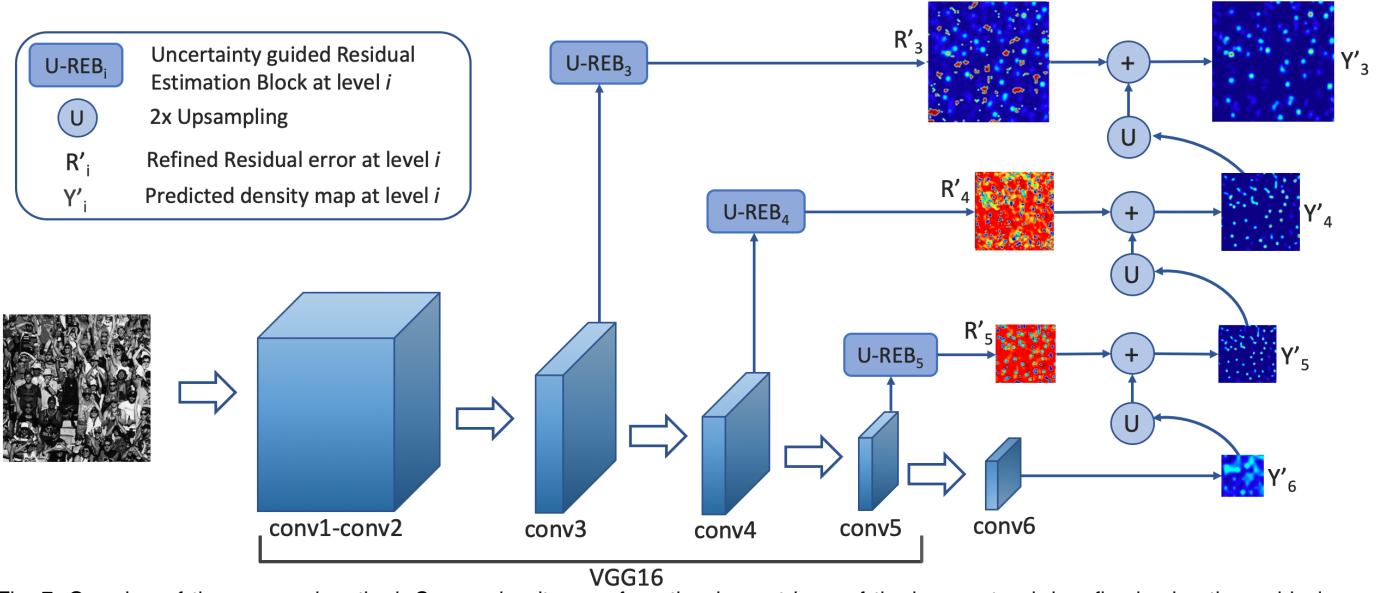 U-REBi
Uncertainty guided Residual
Estimation Block at level i
U
2x Upsampling
R'i
Refined Residual error at level i
Y'i
Predicted density map at level i
U-REB3
R'3
+
Y'3
U
U-REB4
R'4
+
Y'4
U
U-REB5
R'5
+
Y'5
U
Y'6
conv1-conv2
conv3
conv4
conv5
conv6
VGG16